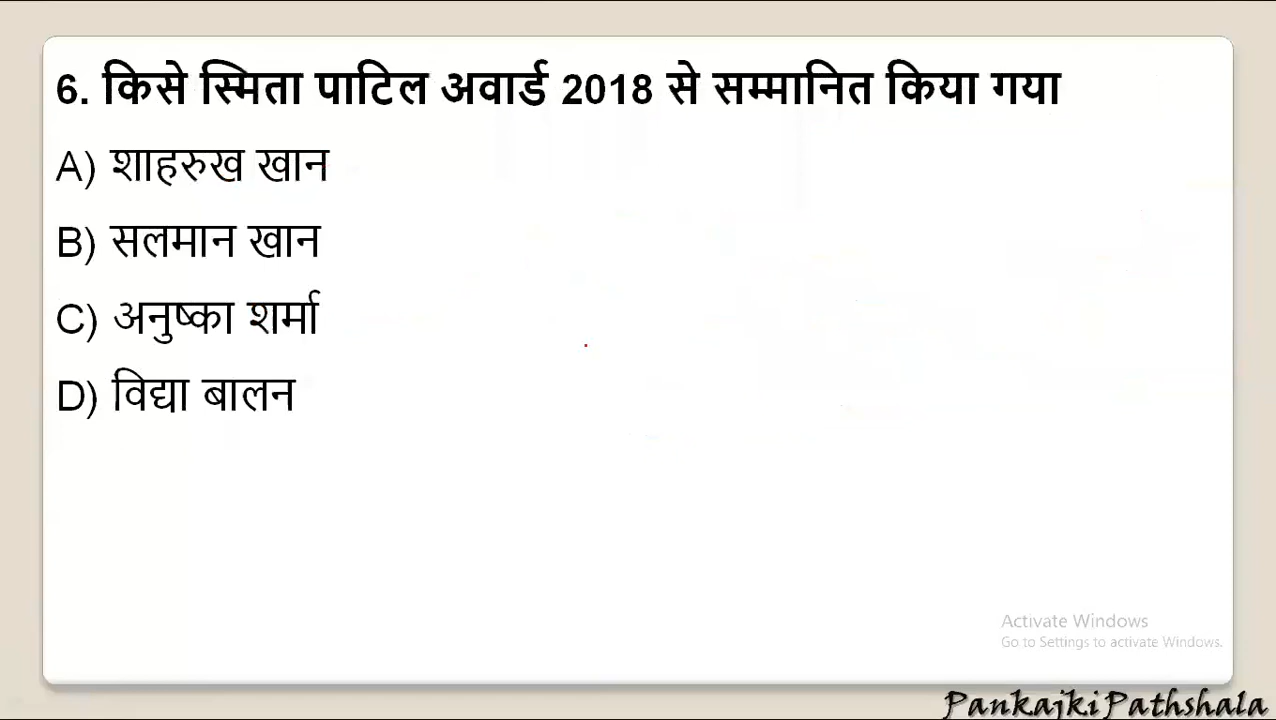 6. किसे स्मिता पाटिल अवार्ड 2018 से सम्मानित किया गया
A) शाहरुख खान
B) सलमान खान
C) अनुष्का शर्मा
D) विद्या बालन
Activate Windows
Go to Settings to activate Windows.
PankajkiPathshala